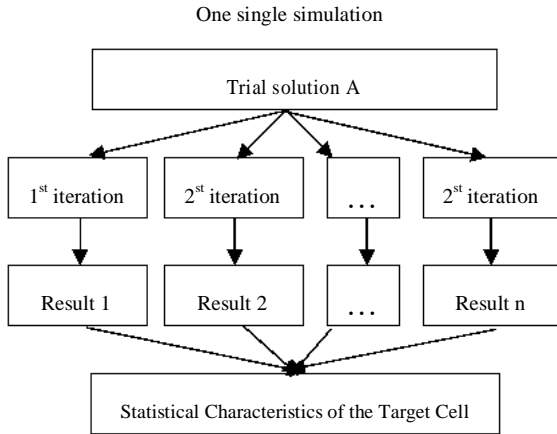 One single simulation
Trial solution A
1st iteration 2st iteration ... 2st iteration
Result 1 Result 2 ... Result n
Statistical Characteristics of the Target Cell